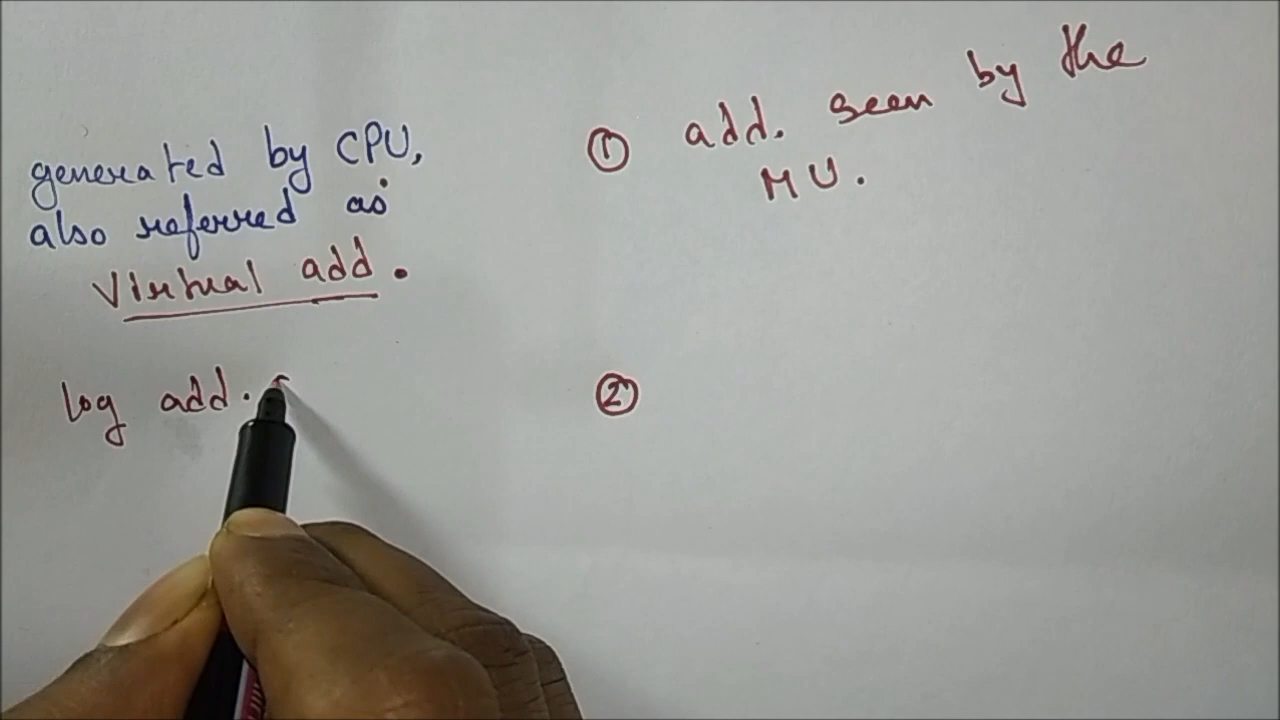 generated by CPU,
also referred as
Virtual add.
log add.
① add. seen by the
MU.
②